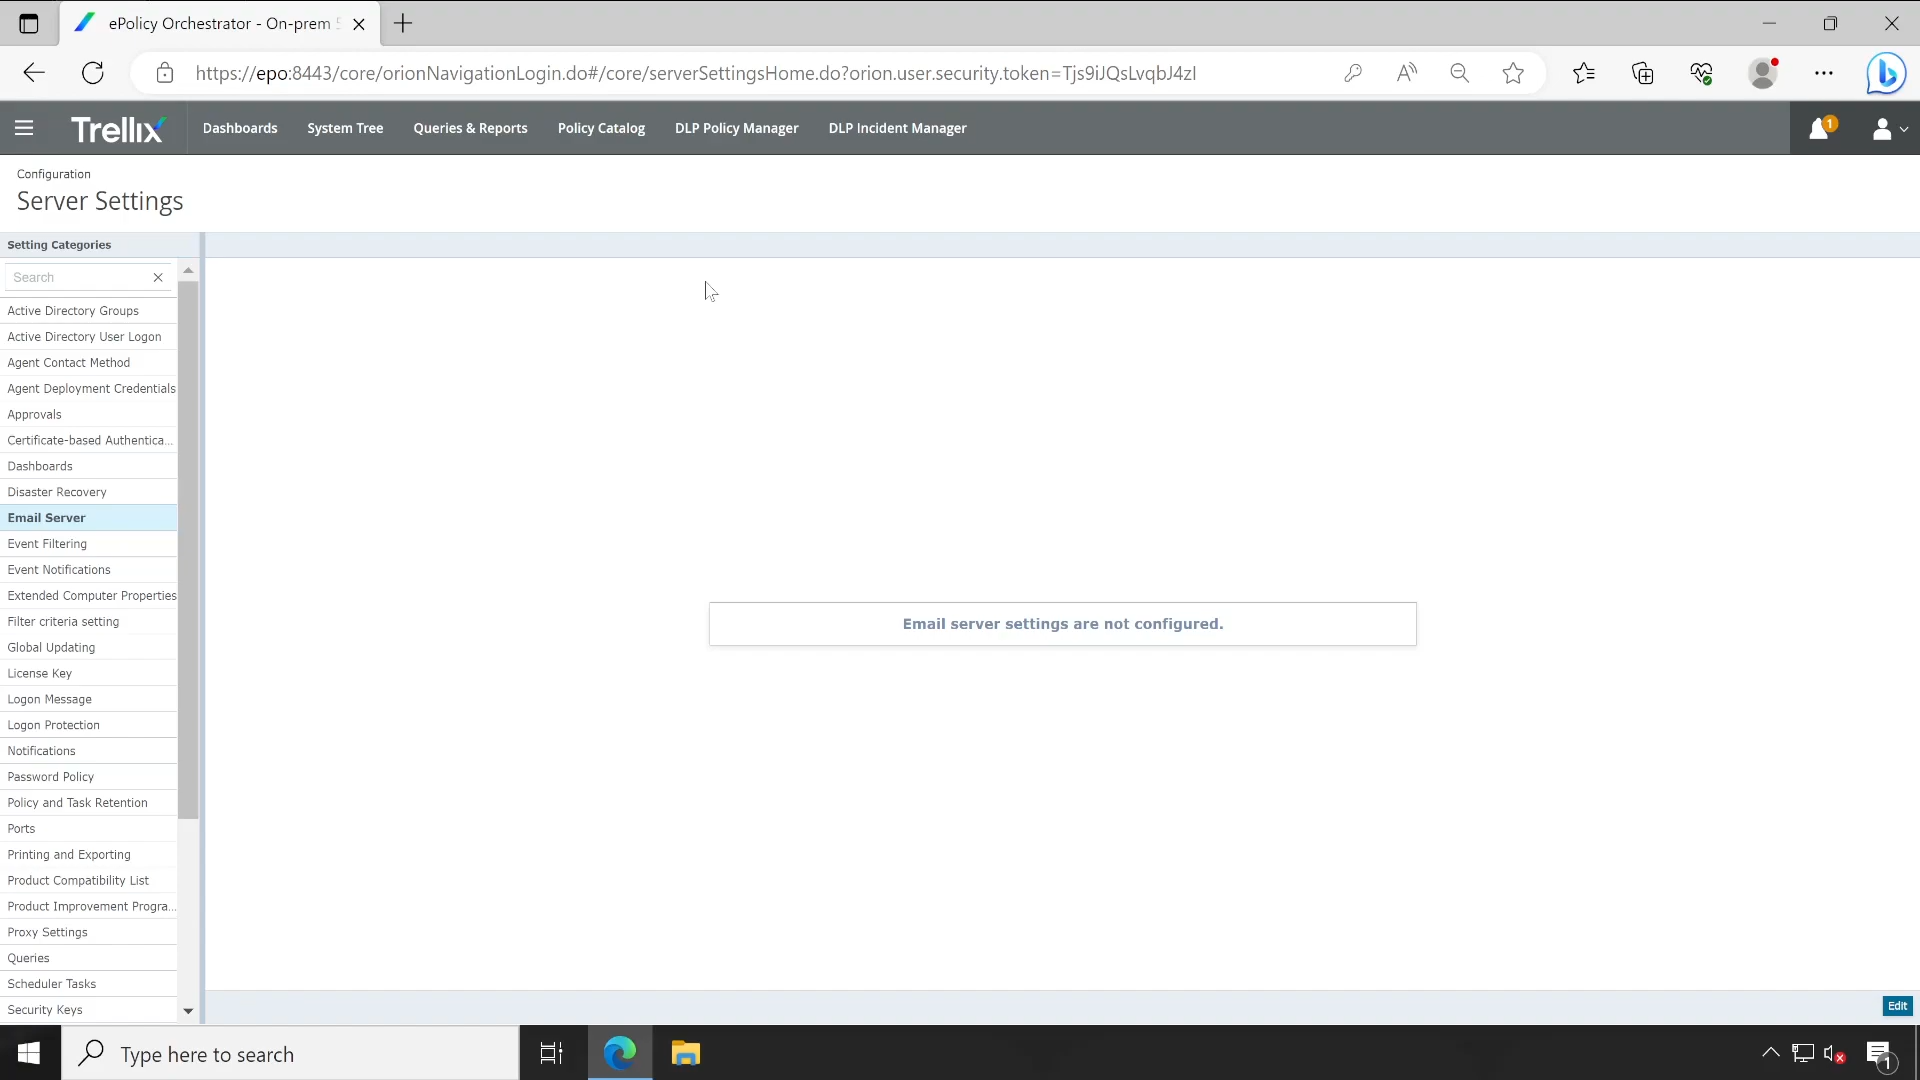 ePolicy Orchestrator - On-prem
https://epo:8443/core/orionNavigationLogin.do#/core/serverSettingsHome.do?orion.user.security.token=Tjs9iJQsLvqbJ4zI
Trellix
Dashboards
System Tree
Queries & Reports
Policy Catalog
DLP Policy Manager
DLP Incident Manager
1
Configuration
Server Settings
Setting Categories
Search
Active Directory Groups
Active Directory User Logon
Agent Contact Method
Agent Deployment Credentials
Approvals
Certificate-based Authentica...
Dashboards
Disaster Recovery
Email Server
Event Filtering
Event Notifications
Extended Computer Properties
Filter criteria setting
Global Updating
License Key
Logon Message
Logon Protection
Notifications
Password Policy
Policy and Task Retention
Ports
Printing and Exporting
Product Compatibility List
Product Improvement Progra...
Proxy Settings
Queries
Scheduler Tasks
Security Keys
Email server settings are not configured.
Edit
Type here to search
1